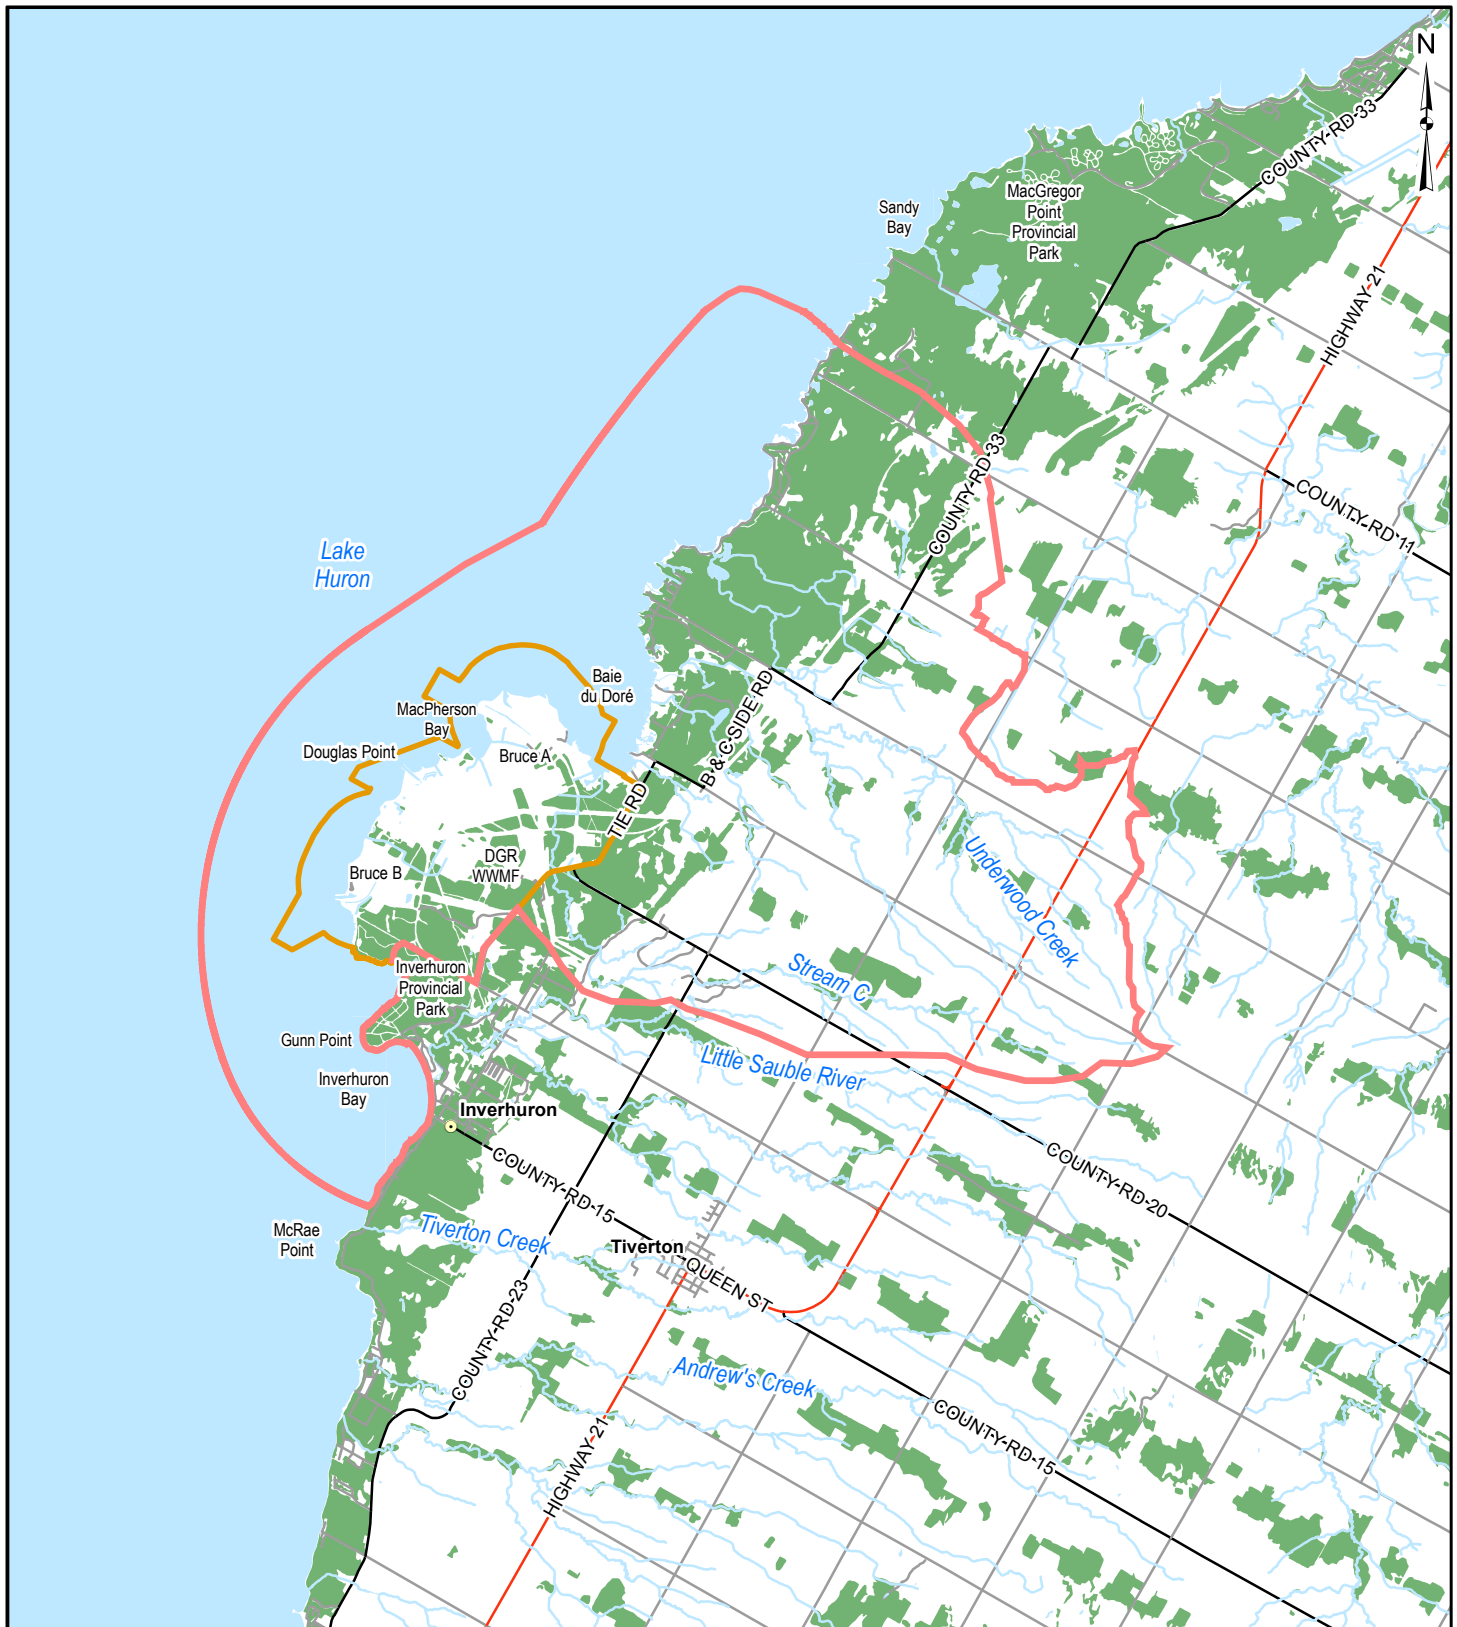 N
COUNTY-RD-33
MacGregor
Point
Provincial
Park
Sandy
Bay
HIGHWAY-21
COUNTY-RD-33
COUNTY-RD-11
Lake
Huron
Baie
du Doré
MacPherson
Bay
B & C SIDE RD
Douglas Point
Bruce A
TIE RD
DGR
WWMF
Bruce B
Underwood Creek
Stream C
Inverhuron
Provincial
Park
Gunn Point
Little Sauble River
Inverhuron
Bay
Inverhuron
COUNTY-RD-15
COUNTY-RD-20
McRae
Point
Tiverton Creek
Tiverton
QUEEN ST
COUNTY-RD-23
Andrew's Creek
COUNTY-RD-15
HIGHWAY-21